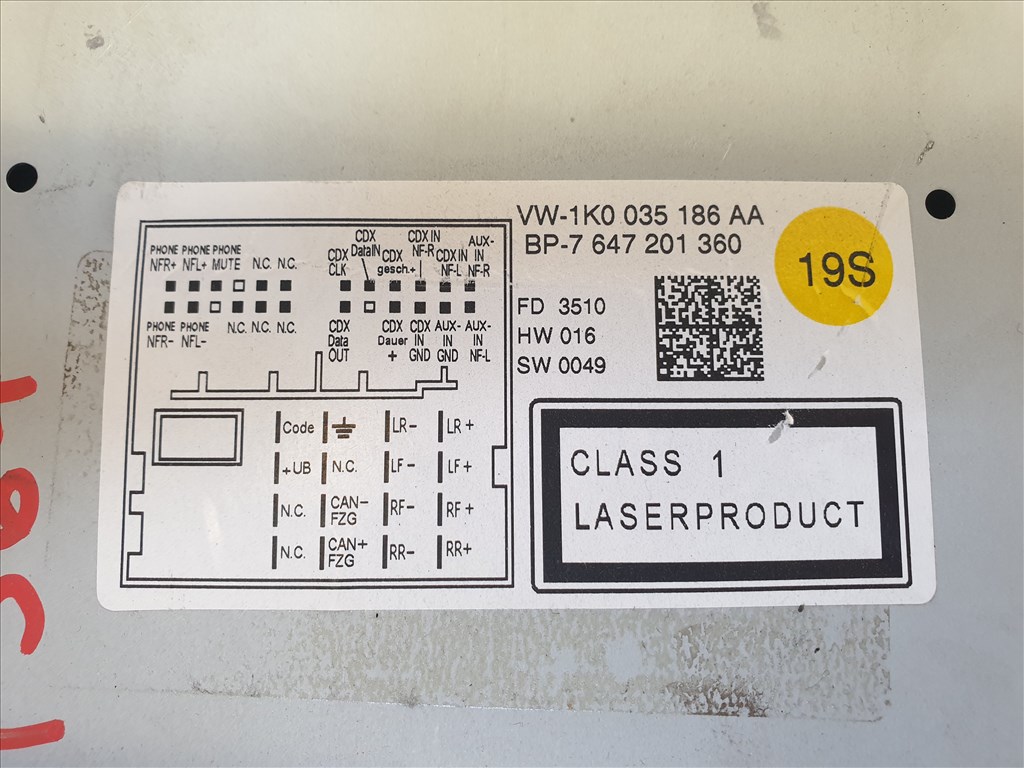 VW-1K0 035 186 AA
BP-7 647 201 360
19S
FD 3510
HW 016
SW 0049
CLASS 1
LASERPRODUCT
PHONE NFR+
PHONE NFL+
PHONE MUTE
N.C. N.C.
CDX CLK
CDX DataIN
CDX gesch.+
CDX IN NF-R
CDX IN NF-L
AUX- IN NF-R
PHONE NFR-
PHONE NFL-
N.C. N.C. N.C.
CDX Data OUT
CDX Dauer +
CDX IN GND
AUX- IN GND
AUX- IN NF-L
Code LR- LR+
+UB N.C. LF- LF+
N.C. CAN- FZG RF- RF+
N.C. CAN+ FZG RR- RR+